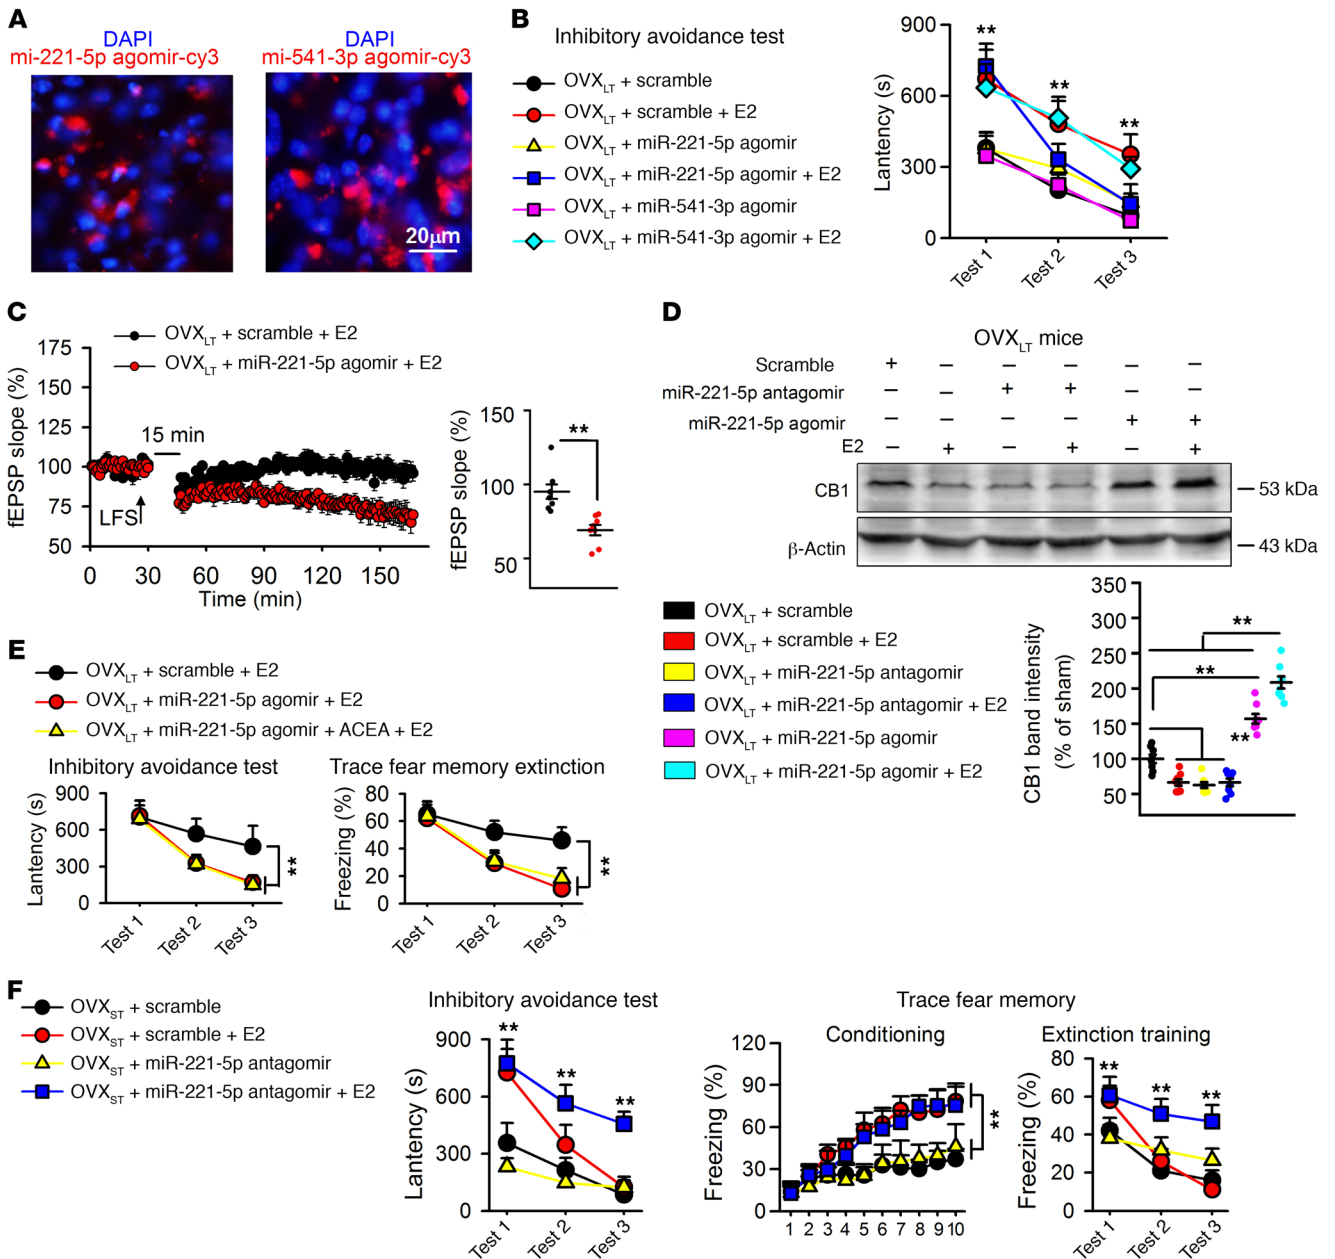 A
DAPI
mi-221-5p agomir-cy3
DAPI
mi-541-3p agomir-cy3
20μm
B
Inhibitory avoidance test
OVXLT + scramble
OVXLT + scramble + E2
OVXLT + miR-221-5p agomir
OVXLT + miR-221-5p agomir + E2
OVXLT + miR-541-3p agomir
OVXLT + miR-541-3p agomir + E2
Lantency (s)
900
600
300
0
**
**
**
Test 1
Test 2
Test 3
C
OVXLT + scramble + E2
OVXLT + miR-221-5p agomir + E2
fEPSP slope (%)
175
150
125
100
75
50
15 min
LFS
0 30 60 90 120 150
Time (min)
fEPSP slope (%)
150
100
50
**
D
OVXLT mice
Scramble + − − − − −
miR-221-5p antagomir − − + + − −
miR-221-5p agomir − − − − + +
E2 − + − + − +
CB1
53 kDa
β-Actin
43 kDa
OVXLT + scramble
OVXLT + scramble + E2
OVXLT + miR-221-5p antagomir
OVXLT + miR-221-5p antagomir + E2
OVXLT + miR-221-5p agomir
OVXLT + miR-221-5p agomir + E2
CB1 band intensity
(% of sham)
350
300
250
200
150
100
50
**
**
**
E
OVXLT + scramble + E2
OVXLT + miR-221-5p agomir + E2
OVXLT + miR-221-5p agomir + ACEA + E2
Inhibitory avoidance test
Lantency (s)
900
600
300
0
**
Test 1
Test 2
Test 3
Trace fear memory extinction
Freezing (%)
80
60
40
20
0
**
Test 1
Test 2
Test 3
F
OVXST + scramble
OVXST + scramble + E2
OVXST + miR-221-5p antagomir
OVXST + miR-221-5p antagomir + E2
Inhibitory avoidance test
Lantency (s)
900
600
300
0
**
**
**
Test 1
Test 2
Test 3
Trace fear memory
Conditioning
Freezing (%)
120
90
60
30
0
**
1 2 3 4 5 6 7 8 9 10
Extinction training
Freezing (%)
80
60
40
20
0
**
**
**
Test 1
Test 2
Test 3